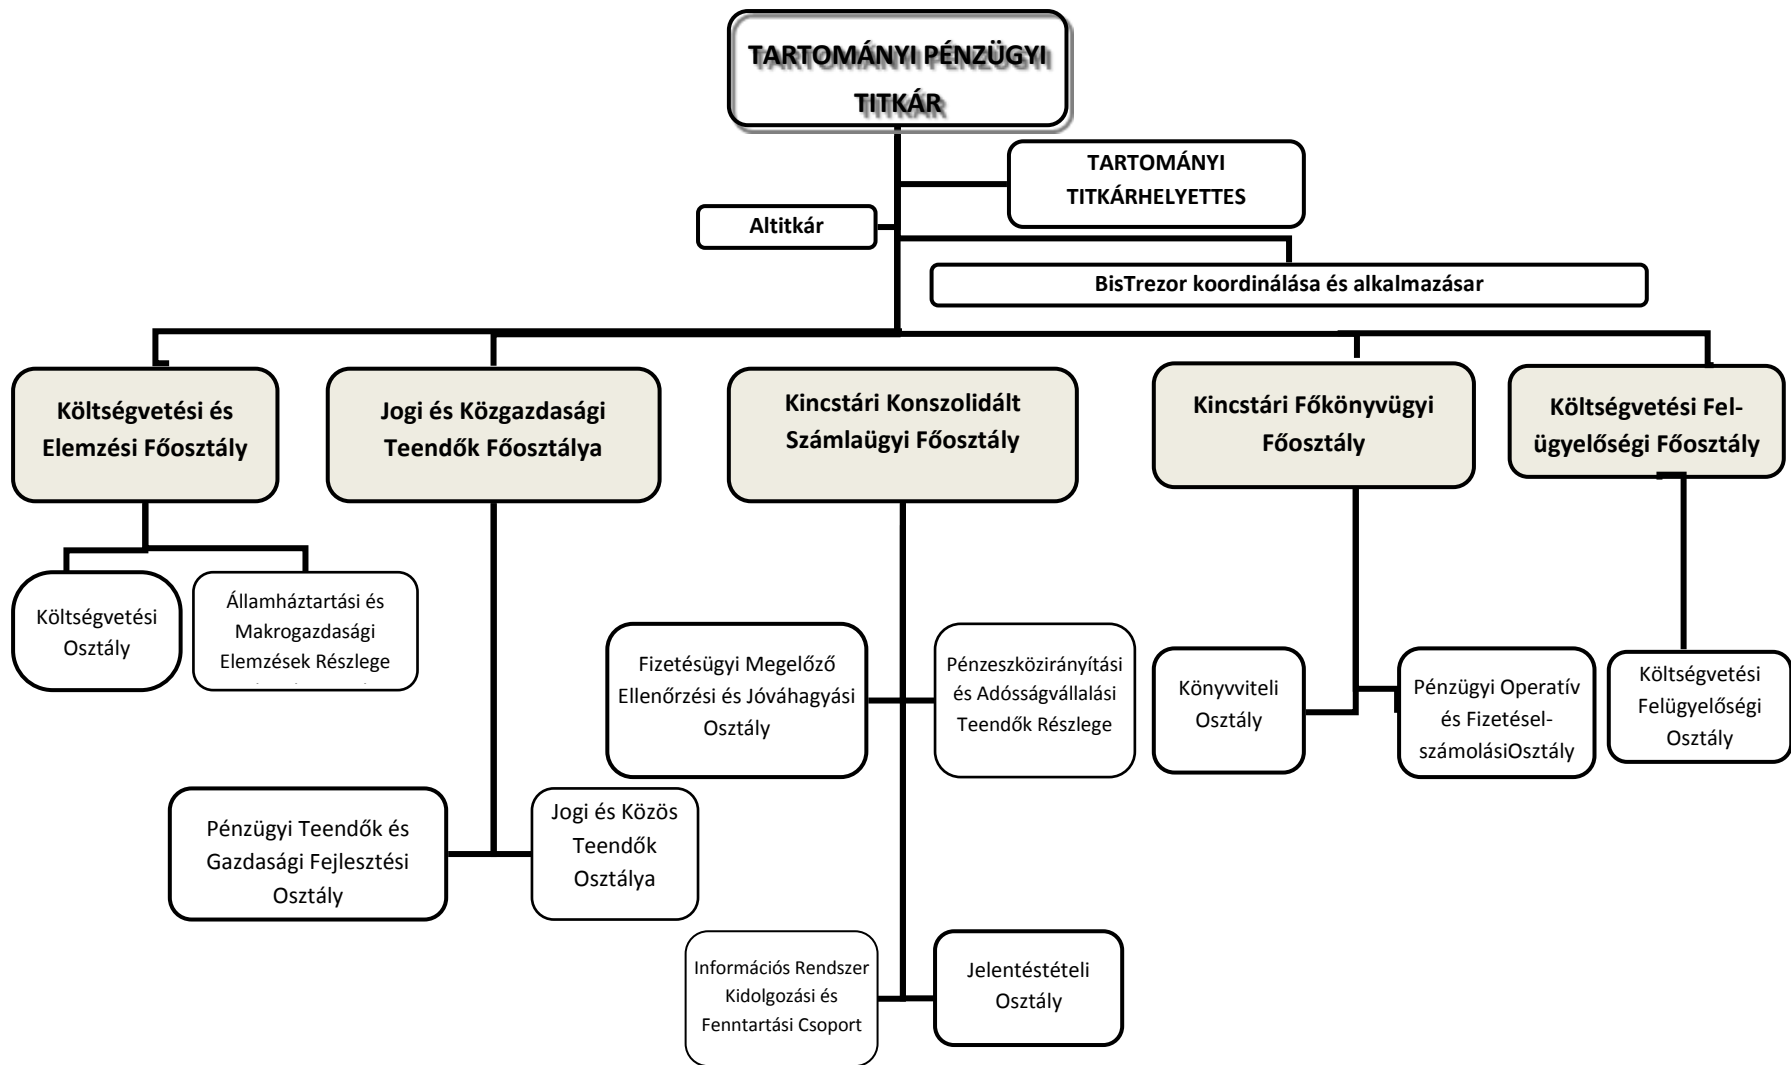 TARTOMÁNYI PÉNZÜGYI
TITKÁR
TARTOMÁNYI
TITKÁRHELYETTES
Altitkár
BisTrezor koordinálása és alkalmazásar
Költségvetési és
Elemzési Főosztály
Jogi és Közgazdasági
Teendők Főosztálya
Kincstári Konszolidált
Számlaügyi Főosztály
Kincstári Főkönyvügyi
Főosztály
Költségvetési Fel-
ügyelőségi Főosztály
Költségvetési
Osztály
Államháztartási és
Makrogazdasági
Elemzések Részlege
Fizetésügyi Megelőző
Ellenőrzési és Jóváhagyási
Osztály
Pénzeszközirányítási
és Adósságvállalási
Teendők Részlege
Könyvviteli
Osztály
Pénzügyi Operatív
és Fizetésel-
számolásiOsztály
Költségvetési
Felügyelőségi
Osztály
Pénzügyi Teendők és
Gazdasági Fejlesztési
Osztály
Jogi és Közös
Teendők
Osztálya
Információs Rendszer
Kidolgozási és
Fenntartási Csoport
Jelentéstételi
Osztály